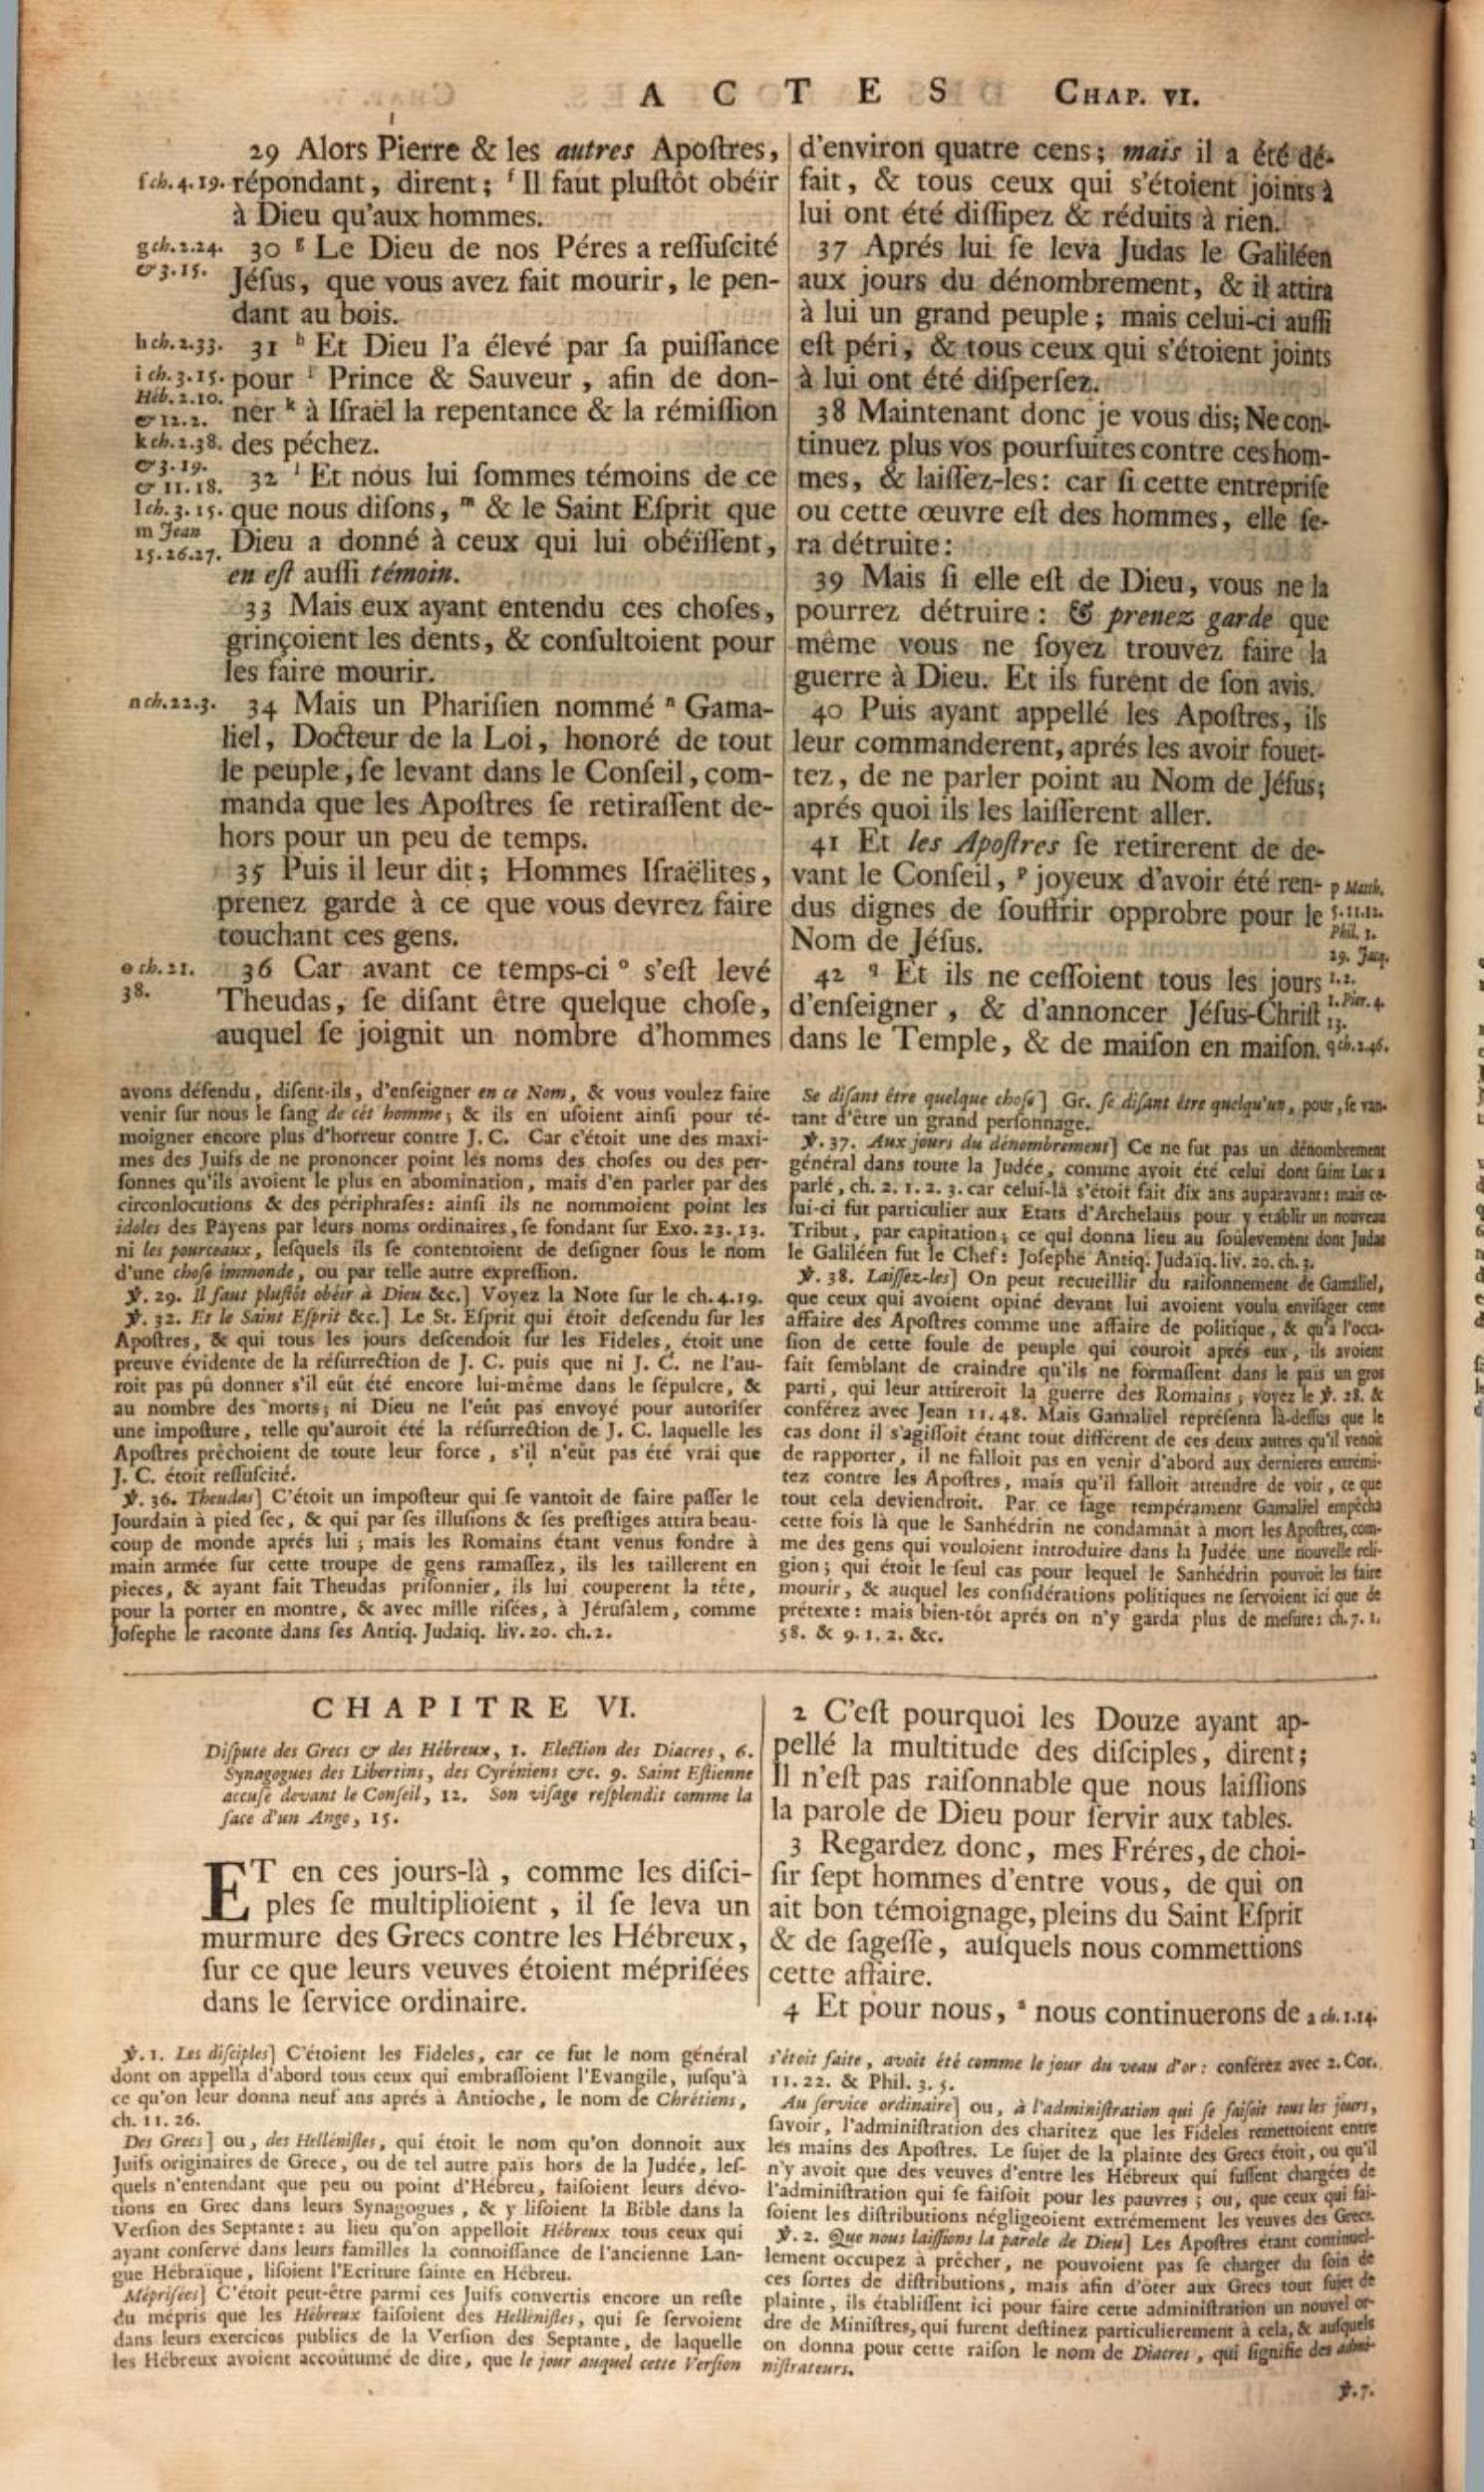 ACTES CHAP. VI.
29 Alors Pierre & les autres Apoſtres,
f ch. 4. 19. répondant, dirent; ᶠ Il faut pluſtôt obéïr
à Dieu qu'aux hommes.
g ch. 2. 24. 30 ᵍ Le Dieu de nos Péres a reſſuſcité
& 3. 15. Jéſus, que vous avez fait mourir, le pen-
dant au bois.
h ch. 2. 33. 31 ʰ Et Dieu l'a élevé par ſa puiſſance
i ch. 3. 15. pour ⁱ Prince & Sauveur, afin de don-
Héb. 2. 10.
& 12. 2. ner ᵏ à Iſraël la repentance & la rémiſſion
k ch. 2. 38. des péchez.
& 3. 19.
& 11. 18. 32 ˡ Et nous lui ſommes témoins de ce
l ch. 3. 15. que nous diſons, ᵐ & le Saint Eſprit que
m Jean
15. 26. 27. Dieu a donné à ceux qui lui obéïſſent,
en eſt auſſi témoin.
33 Mais eux ayant entendu ces choſes,
grinçoient les dents, & conſultoient pour
les faire mourir.
n ch. 22. 3. 34 Mais un Phariſien nommé ⁿ Gama-
liel, Docteur de la Loi, honoré de tout
le peuple, ſe levant dans le Conſeil, com-
manda que les Apoſtres ſe retiraſſent de-
hors pour un peu de temps.
35 Puis il leur dit; Hommes Iſraëlites,
prenez garde à ce que vous devrez faire
touchant ces gens.
o ch. 21. 36 Car avant ce temps-ci ᵒ s'eſt levé
38. Theudas, ſe diſant être quelque choſe,
auquel ſe joignit un nombre d'hommes
d'environ quatre cens; mais il a été dé-
fait, & tous ceux qui s'étoient joints à
lui ont été diſſipez & réduits à rien.
37 Aprés lui ſe leva Judas le Galiléen
aux jours du dénombrement, & il attira
à lui un grand peuple; mais celui-ci auſſi
eſt péri, & tous ceux qui s'étoient joints
à lui ont été diſperſez.
38 Maintenant donc je vous dis; Ne con-
tinuez plus vos pourſuites contre ces hom-
mes, & laiſſez-les: car ſi cette entrepriſe
ou cette œuvre eſt des hommes, elle ſe-
ra détruite:
39 Mais ſi elle eſt de Dieu, vous ne la
pourrez détruire: & prenez garde que
même vous ne ſoyez trouvez faire la
guerre à Dieu. Et ils furent de ſon avis.
40 Puis ayant appellé les Apoſtres, ils
leur commanderent, aprés les avoir fouet-
tez, de ne parler point au Nom de Jéſus;
aprés quoi ils les laiſſerent aller.
41 Et les Apoſtres ſe retirerent de de-
vant le Conſeil, ᵖ joyeux d'avoir été ren- p Matth.
dus dignes de ſouffrir opprobre pour le 5. 11. 12.
Nom de Jéſus. Phil. 1.
29. Jacq.
42 ᑫ Et ils ne ceſſoient tous les jours 1. 2.
d'enſeigner, & d'annoncer Jéſus-Chriſt 1. Pier. 4.
13.
dans le Temple, & de maiſon en maiſon. q ch. 2. 46.
avons défendu, diſent-ils, d'enſeigner en ce Nom, & vous voulez faire
venir ſur nous le ſang de cét homme; & ils en uſoient ainſi pour té-
moigner encore plus d'horreur contre J. C. Car c'étoit une des maxi-
mes des Juifs de ne prononcer point les noms des choſes ou des per-
ſonnes qu'ils avoient le plus en abomination, mais d'en parler par des
circonlocutions & des périphraſes: ainſi ils ne nommoient point les
idoles des Payens par leurs noms ordinaires, ſe fondant ſur Exo. 23. 13.
ni les pourceaux, leſquels ils ſe contentoient de deſigner ſous le nom
d'une choſe immonde, ou par telle autre expreſſion.
℣. 29. Il faut pluſtôt obéir à Dieu &c.] Voyez la Note ſur le ch. 4. 19.
℣. 32. Et le Saint Eſprit &c.] Le St. Eſprit qui étoit deſcendu ſur les
Apoſtres, & qui tous les jours deſcendoit ſur les Fideles, étoit une
preuve évidente de la réſurrection de J. C. puis que ni J. C. ne l'au-
roit pas pû donner s'il eût été encore lui-même dans le ſépulcre, &
au nombre des morts; ni Dieu ne l'eût pas envoyé pour autoriſer
une impoſture, telle qu'auroit été la réſurrection de J. C. laquelle les
Apoſtres prêchoient de toute leur force, s'il n'eût pas été vrai que
J. C. étoit reſſuſcité.
℣. 36. Theudas] C'étoit un impoſteur qui ſe vantoit de faire paſſer le
Jourdain à pied ſec, & qui par ſes illuſions & ſes preſtiges attira beau-
coup de monde aprés lui; mais les Romains étant venus fondre à
main armée ſur cette troupe de gens ramaſſez, ils les taillerent en
pieces, & ayant fait Theudas priſonnier, ils lui couperent la tête,
pour la porter en montre, & avec mille riſées, à Jéruſalem, comme
Joſephe le raconte dans ſes Antiq. Judaiq. liv. 20. ch. 2.
Se diſant être quelque choſe] Gr. ſe diſant être quelqu'un, pour, ſe van-
tant d'être un grand perſonnage.
℣. 37. Aux jours du dénombrement] Ce ne fut pas un dénombrement
général dans toute la Judée, comme avoit été celui dont ſaint Luc a
parlé, ch. 2. 1. 2. 3. car celui-là s'étoit fait dix ans auparavant: mais ce-
lui-ci fut particulier aux Etats d'Archelaüs pour y établir un nouveau
Tribut, par capitation; ce qui donna lieu au ſoulevement dont Judas
le Galiléen fut le Chef: Joſephe Antiq. Judaïq. liv. 20. ch. 3.
℣. 38. Laiſſez-les] On peut recueillir du raiſonnement de Gamaliel,
que ceux qui avoient opiné devant lui avoient voulu enviſager cette
affaire des Apoſtres comme une affaire de politique, & qu'à l'occa-
ſion de cette foule de peuple qui couroit aprés eux, ils avoient
fait ſemblant de craindre qu'ils ne formaſſent dans le païs un gros
parti, qui leur attireroit la guerre des Romains; voyez le ℣. 28. &
conférez avec Jean 11. 48. Mais Gamaliel repréſenta là-deſſus que le
cas dont il s'agiſſoit étant tout différent de ces deux autres qu'il venoit
de rapporter, il ne falloit pas en venir d'abord aux dernieres extrémi-
tez contre les Apoſtres, mais qu'il falloit attendre de voir, ce que
tout cela deviendroit. Par ce ſage tempérament Gamaliel empêcha
cette fois là que le Sanhédrin ne condamnât à mort les Apoſtres, com-
me des gens qui vouloient introduire dans la Judée une nouvelle reli-
gion; qui étoit le ſeul cas pour lequel le Sanhédrin pouvoit les faire
mourir, & auquel les conſidérations politiques ne ſervoient ici que de
prétexte: mais bien-tôt aprés on n'y garda plus de meſure: ch. 7. 1.
58. & 9. 1. 2. &c.
CHAPITRE VI.
Diſpute des Grecs & des Hébreux, 1. Election des Diacres, 6.
Synagogues des Libertins, des Cyréniens &c. 9. Saint Eſtienne
accuſé devant le Conſeil, 12. Son viſage reſplendit comme la
face d'un Ange, 15.
ET en ces jours-là, comme les diſci-
ples ſe multiplioient, il ſe leva un
murmure des Grecs contre les Hébreux,
ſur ce que leurs veuves étoient mépriſées
dans le ſervice ordinaire.
2 C'eſt pourquoi les Douze ayant ap-
pellé la multitude des diſciples, dirent;
Il n'eſt pas raiſonnable que nous laiſſions
la parole de Dieu pour ſervir aux tables.
3 Regardez donc, mes Fréres, de choi-
ſir ſept hommes d'entre vous, de qui on
ait bon témoignage, pleins du Saint Eſprit
& de ſageſſe, auſquels nous commettions
cette affaire.
4 Et pour nous, ᵃ nous continuerons de a ch. 1. 14.
℣. 1. Les diſciples] C'étoient les Fideles, car ce fut le nom général
dont on appella d'abord tous ceux qui embraſſoient l'Evangile, juſqu'à
ce qu'on leur donna neuf ans aprés à Antioche, le nom de Chrétiens,
ch. 11. 26.
Des Grecs] ou, des Helléniſtes, qui étoit le nom qu'on donnoit aux
Juifs originaires de Grece, ou de tel autre païs hors de la Judée, leſ-
quels n'entendant que peu ou point d'Hébreu, faiſoient leurs dévo-
tions en Grec dans leurs Synagogues, & y liſoient la Bible dans la
Verſion des Septante: au lieu qu'on appelloit Hébreux tous ceux qui
ayant conſervé dans leurs familles la connoiſſance de l'ancienne Lan-
gue Hébraïque, liſoient l'Ecriture ſainte en Hébreu.
Mépriſées] C'étoit peut-être parmi ces Juifs convertis encore un reſte
du mépris que les Hébreux faiſoient des Helléniſtes, qui ſe ſervoient
dans leurs exercices publics de la Verſion des Septante, de laquelle
les Hébreux avoient accoûtumé de dire, que le jour auquel cette Verſion
s'étoit faite, avoit été comme le jour du veau d'or: conférez avec 2. Cor.
11. 22. & Phil. 3. 5.
Au ſervice ordinaire] ou, à l'adminiſtration qui ſe faiſoit tous les jours,
ſavoir, l'adminiſtration des charitez que les Fideles remettoient entre
les mains des Apoſtres. Le ſujet de la plainte des Grecs étoit, ou qu'il
n'y avoit que des veuves d'entre les Hébreux qui fuſſent chargées de
l'adminiſtration qui ſe faiſoit pour les pauvres; ou, que ceux qui fai-
ſoient les diſtributions négligeoient extrémement les veuves des Grecs.
℣. 2. Que nous laiſſions la parole de Dieu] Les Apoſtres étant continuel-
lement occupez à prêcher, ne pouvoient pas ſe charger du ſoin de
ces ſortes de diſtributions, mais afin d'ôter aux Grecs tout ſujet de
plainte, ils établiſſent ici pour faire cette adminiſtration un nouvel or-
dre de Miniſtres, qui furent deſtinez particulierement à cela, & auſquels
on donna pour cette raiſon le nom de Diacres, qui ſignifie des admi-
niſtrateurs.
℣. 7.